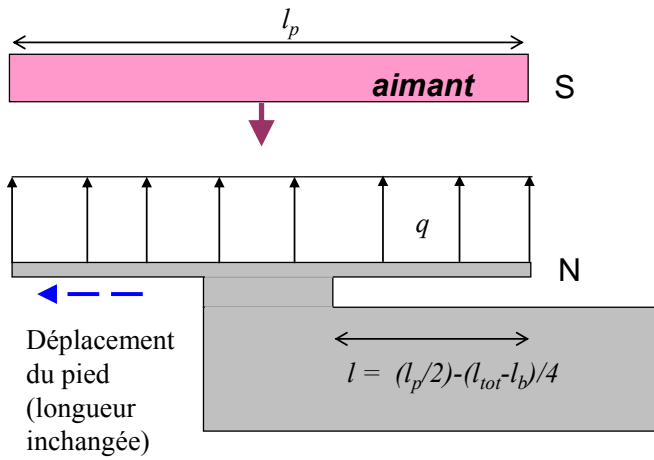 l_p
aimant
S
q
N
Déplacement
du pied
(longueur
inchangée)
l = (l_p/2)-(l_tot-l_b)/4